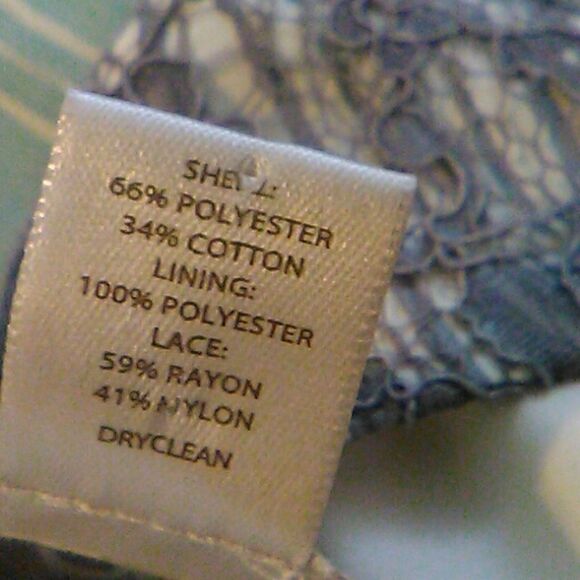 SHELL:
66% POLYESTER
34% COTTON
LINING:
100% POLYESTER
LACE:
59% RAYON
41% NYLON
DRYCLEAN